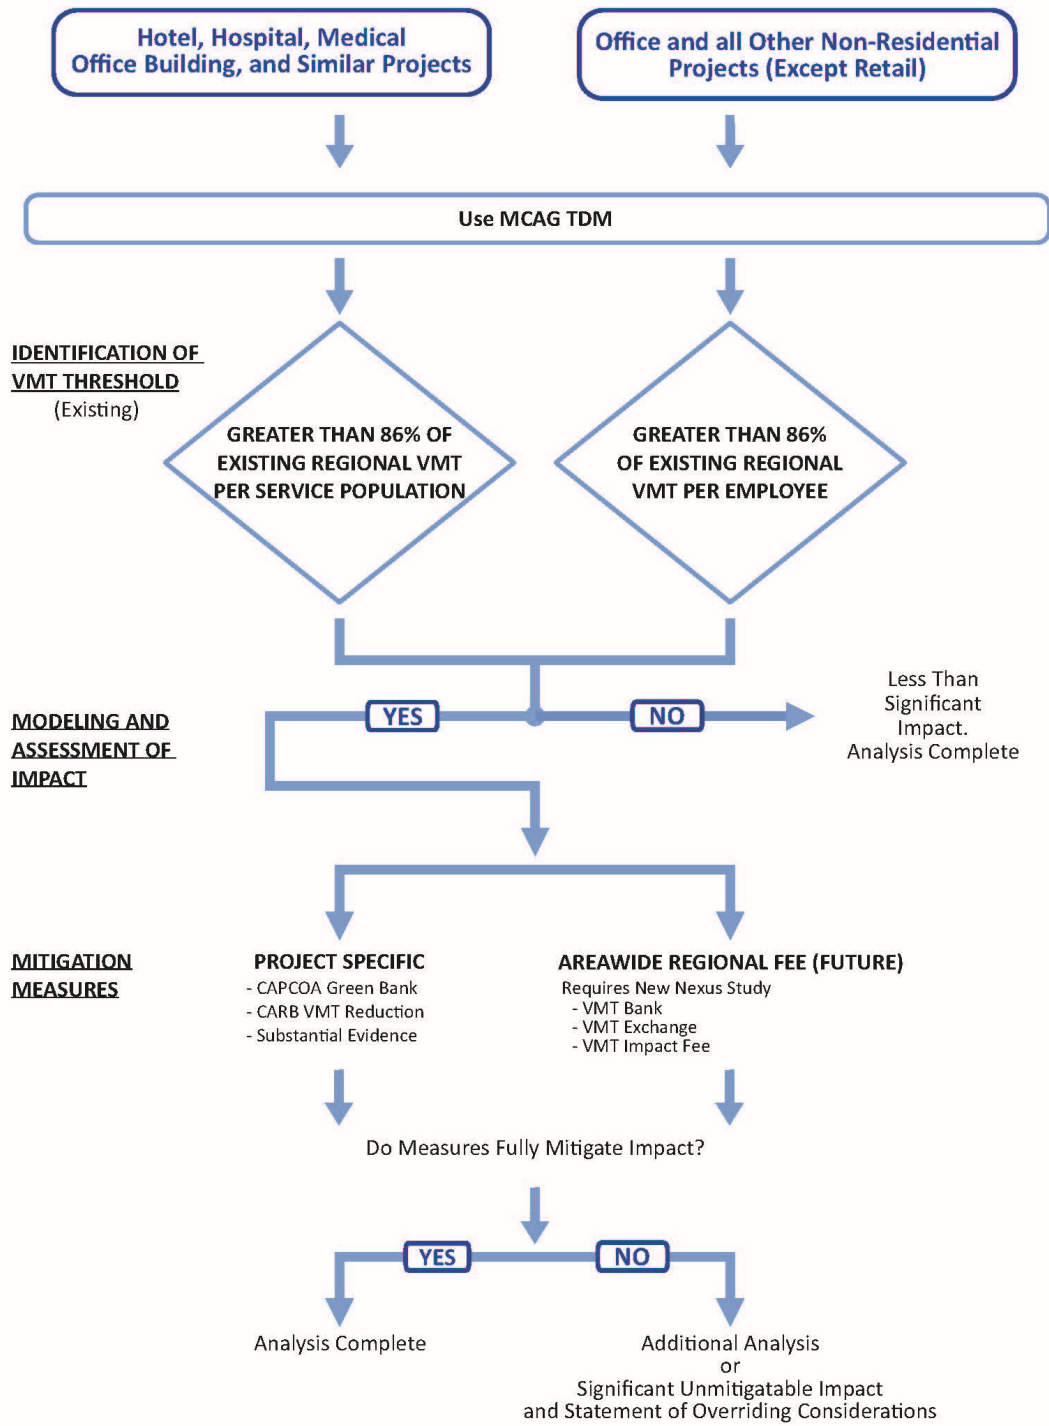 Hotel, Hospital, Medical
Office Building, and Similar Projects
Office and all Other Non-Residential
Projects (Except Retail)
Use MCAG TDM
IDENTIFICATION OF
VMT THRESHOLD
(Existing)
GREATER THAN 86% OF
EXISTING REGIONAL VMT
PER SERVICE POPULATION
GREATER THAN 86%
OF EXISTING REGIONAL
VMT PER EMPLOYEE
MODELING AND
ASSESSMENT OF
IMPACT
YES
NO
Less Than
Significant
Impact.
Analysis Complete
MITIGATION
MEASURES
PROJECT SPECIFIC
- CAPCOA Green Bank
- CARB VMT Reduction
- Substantial Evidence
AREAWIDE REGIONAL FEE (FUTURE)
Requires New Nexus Study
- VMT Bank
- VMT Exchange
- VMT Impact Fee
Do Measures Fully Mitigate Impact?
YES
NO
Analysis Complete
Additional Analysis
or
Significant Unmitigatable Impact
and Statement of Overriding Considerations